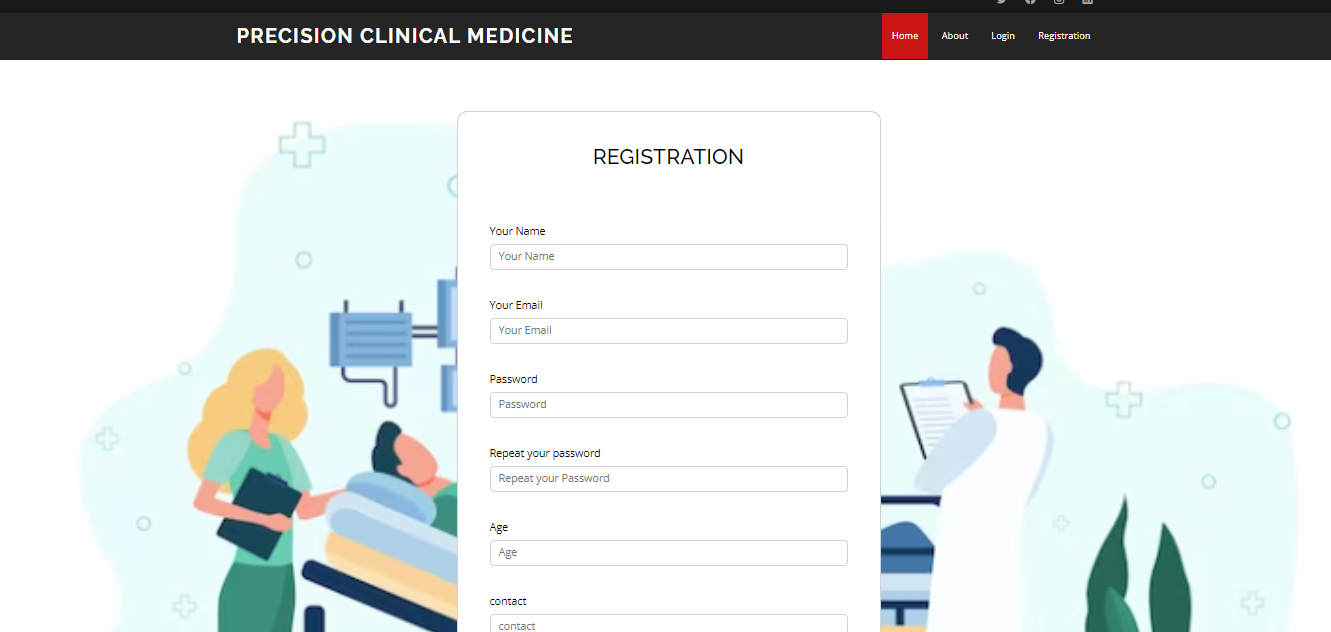 PRECISION CLINICAL MEDICINE
Home About Login Registration
REGISTRATION
Your Name
Your Name
Your Email
Your Email
Password
Password
Repeat your password
Repeat your Password
Age
Age
contact
contact